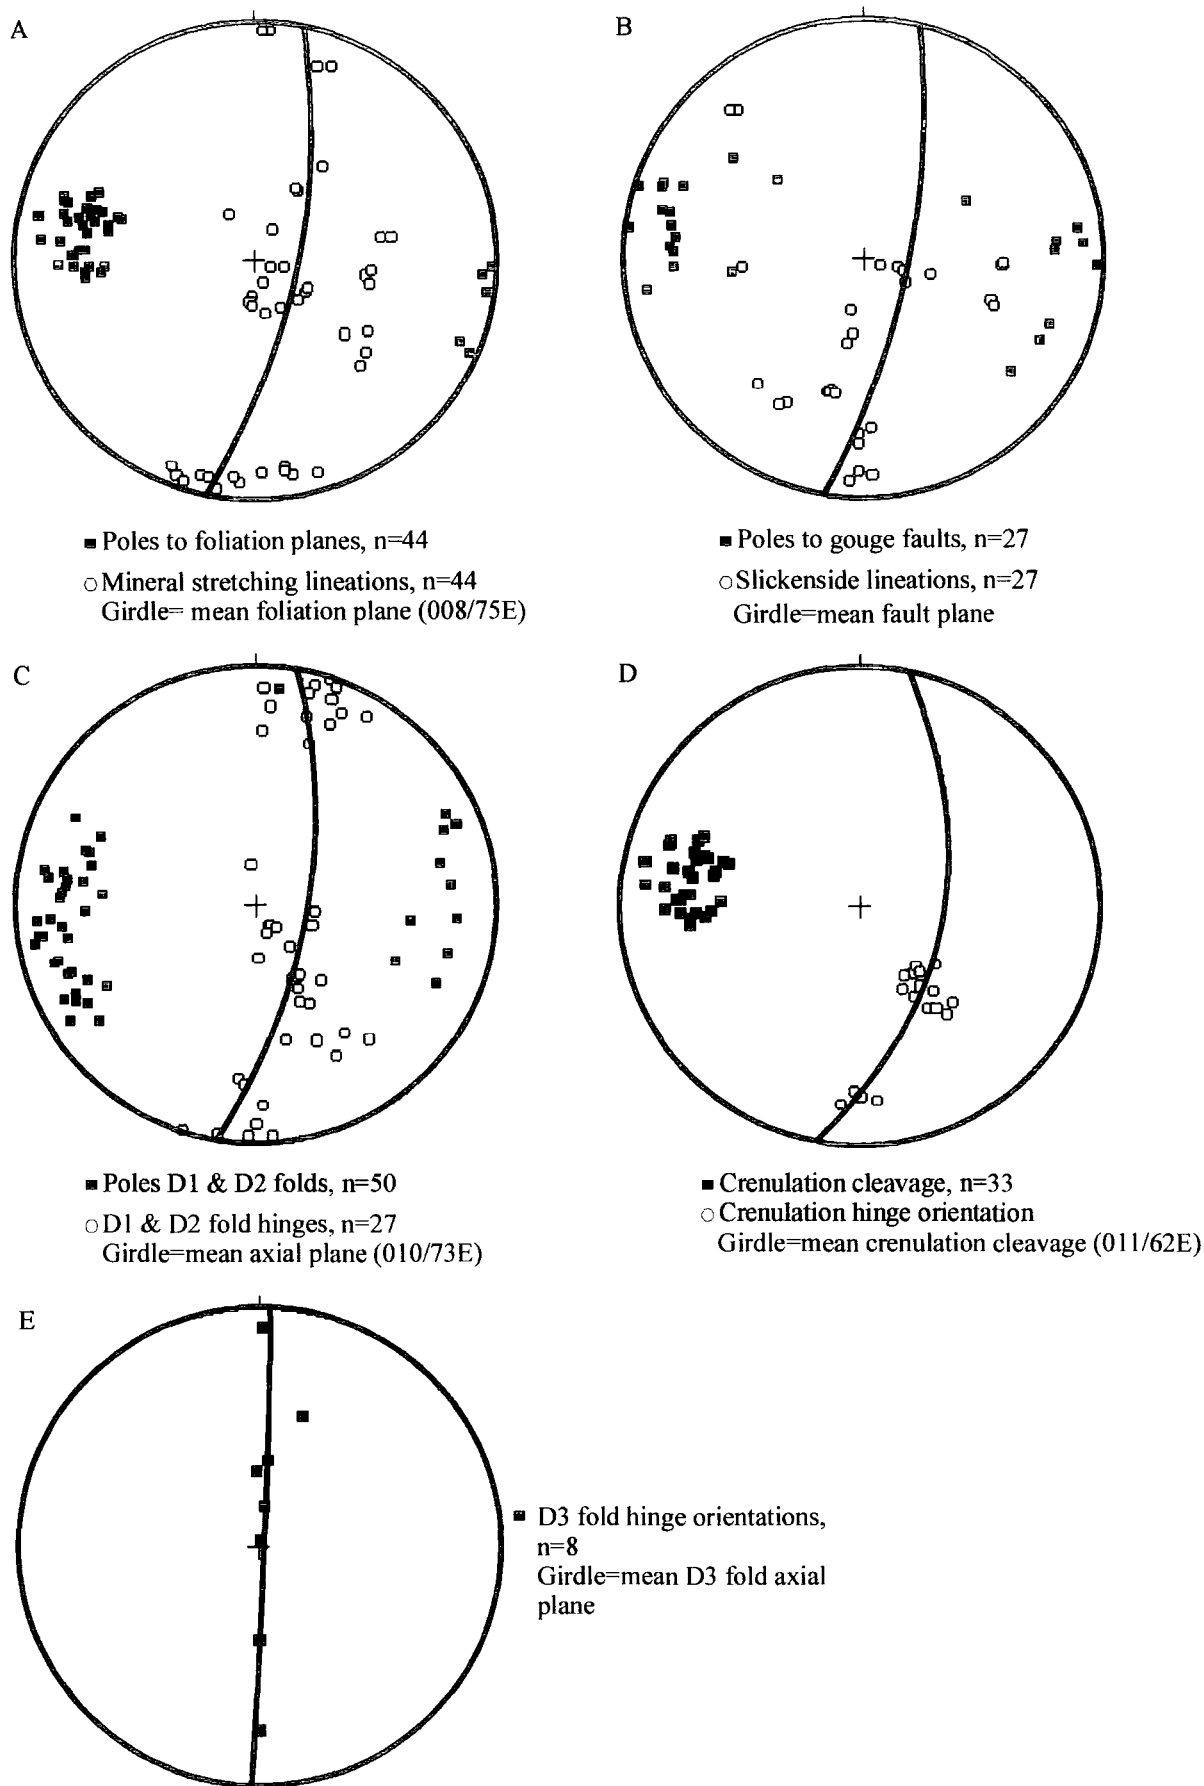 A
B
■ Poles to foliation planes, n=44
○ Mineral stretching lineations, n=44
Girdle= mean foliation plane (008/75E)
■ Poles to gouge faults, n=27
○ Slickenside lineations, n=27
Girdle=mean fault plane
C
D
■ Poles D1 & D2 folds, n=50
○ D1 & D2 fold hinges, n=27
Girdle=mean axial plane (010/73E)
■ Crenulation cleavage, n=33
○ Crenulation hinge orientation
Girdle=mean crenulation cleavage (011/62E)
E
■ D3 fold hinge orientations,
n=8
Girdle=mean D3 fold axial
plane